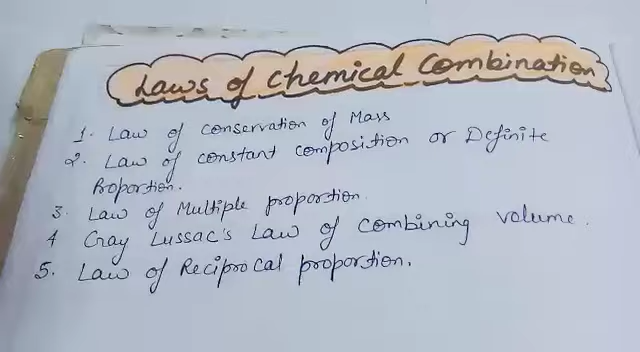 Laws of Chemical Combination
1. Law of conservation of Mass
2. Law of constant composition or Definite
Proportion.
3. Law of Multiple proportion.
4 Gay Lussac's Law of Combining volume.
5. Law of Reciprocal proportion.